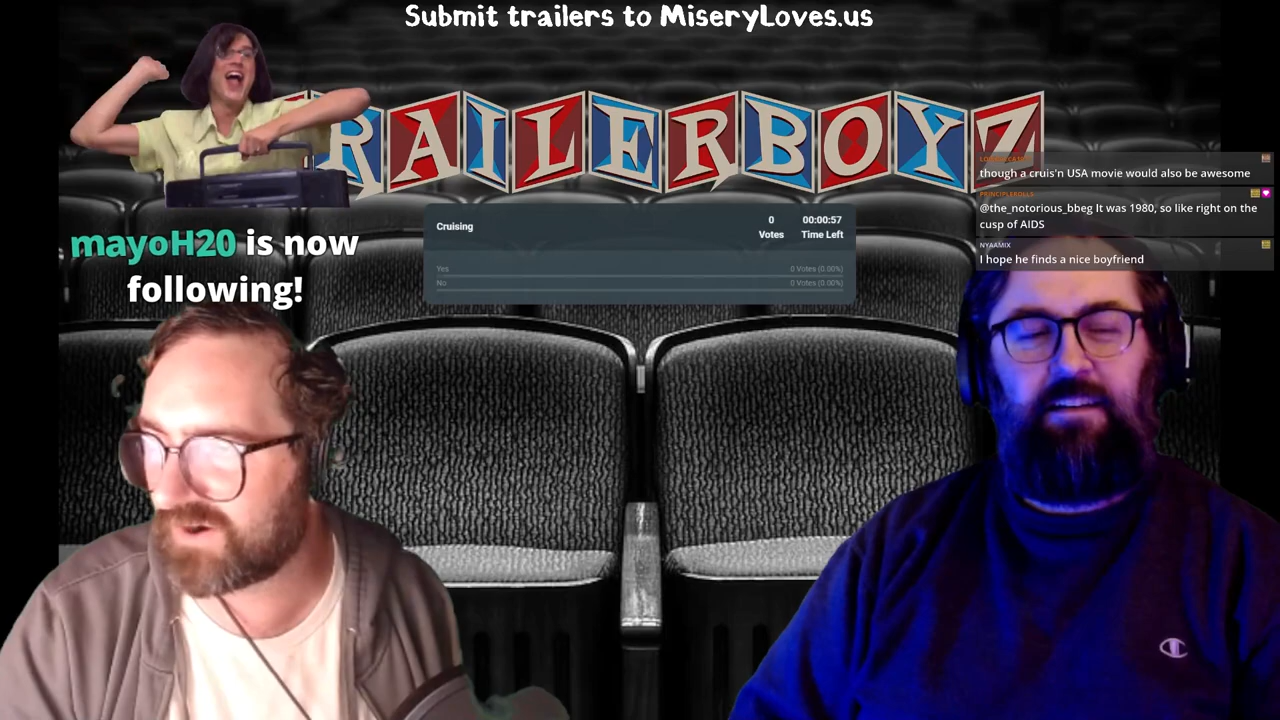 Submit trailers to MiseryLoves.us
RAILERBOYZ
mayoH20 is now
following!
Cruising
0
Votes
00:00:57
Time Left
Yes
0 Votes (0.00%)
No
0 Votes (0.00%)
though a cruis'n USA movie would also be awesome
PRINCIPLEROLLS
@the_notorious_bbeg It was 1980, so like right on the
cusp of AIDS
NYAAMIX
I hope he finds a nice boyfriend